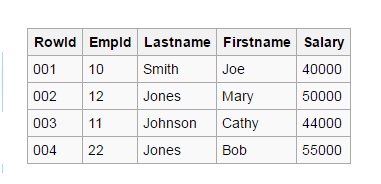 RowId EmpId Lastname Firstname Salary
001 10 Smith Joe 40000
002 12 Jones Mary 50000
003 11 Johnson Cathy 44000
004 22 Jones Bob 55000